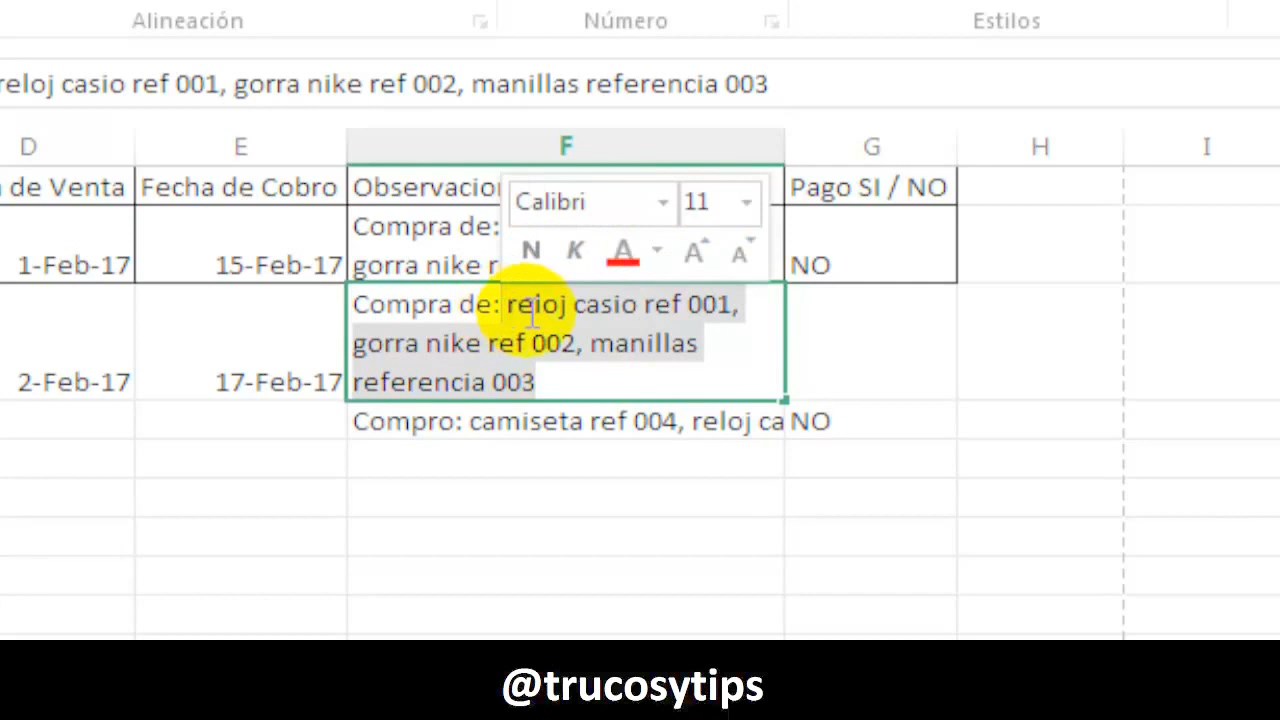 Alineación Número Estilos
reloj casio ref 001, gorra nike ref 002, manillas referencia 003
D E F G H I
de Venta Fecha de Cobro Pago SI / NO
Calibri 11
Compra de:
N K A A A
1-Feb-17 15-Feb-17 gorra nike NO
Compra de: reloj casio ref 001,
gorra nike ref 002, manillas
2-Feb-17 17-Feb-17 referencia 003
Compro: camiseta ref 004, reloj NO
@trucosytips